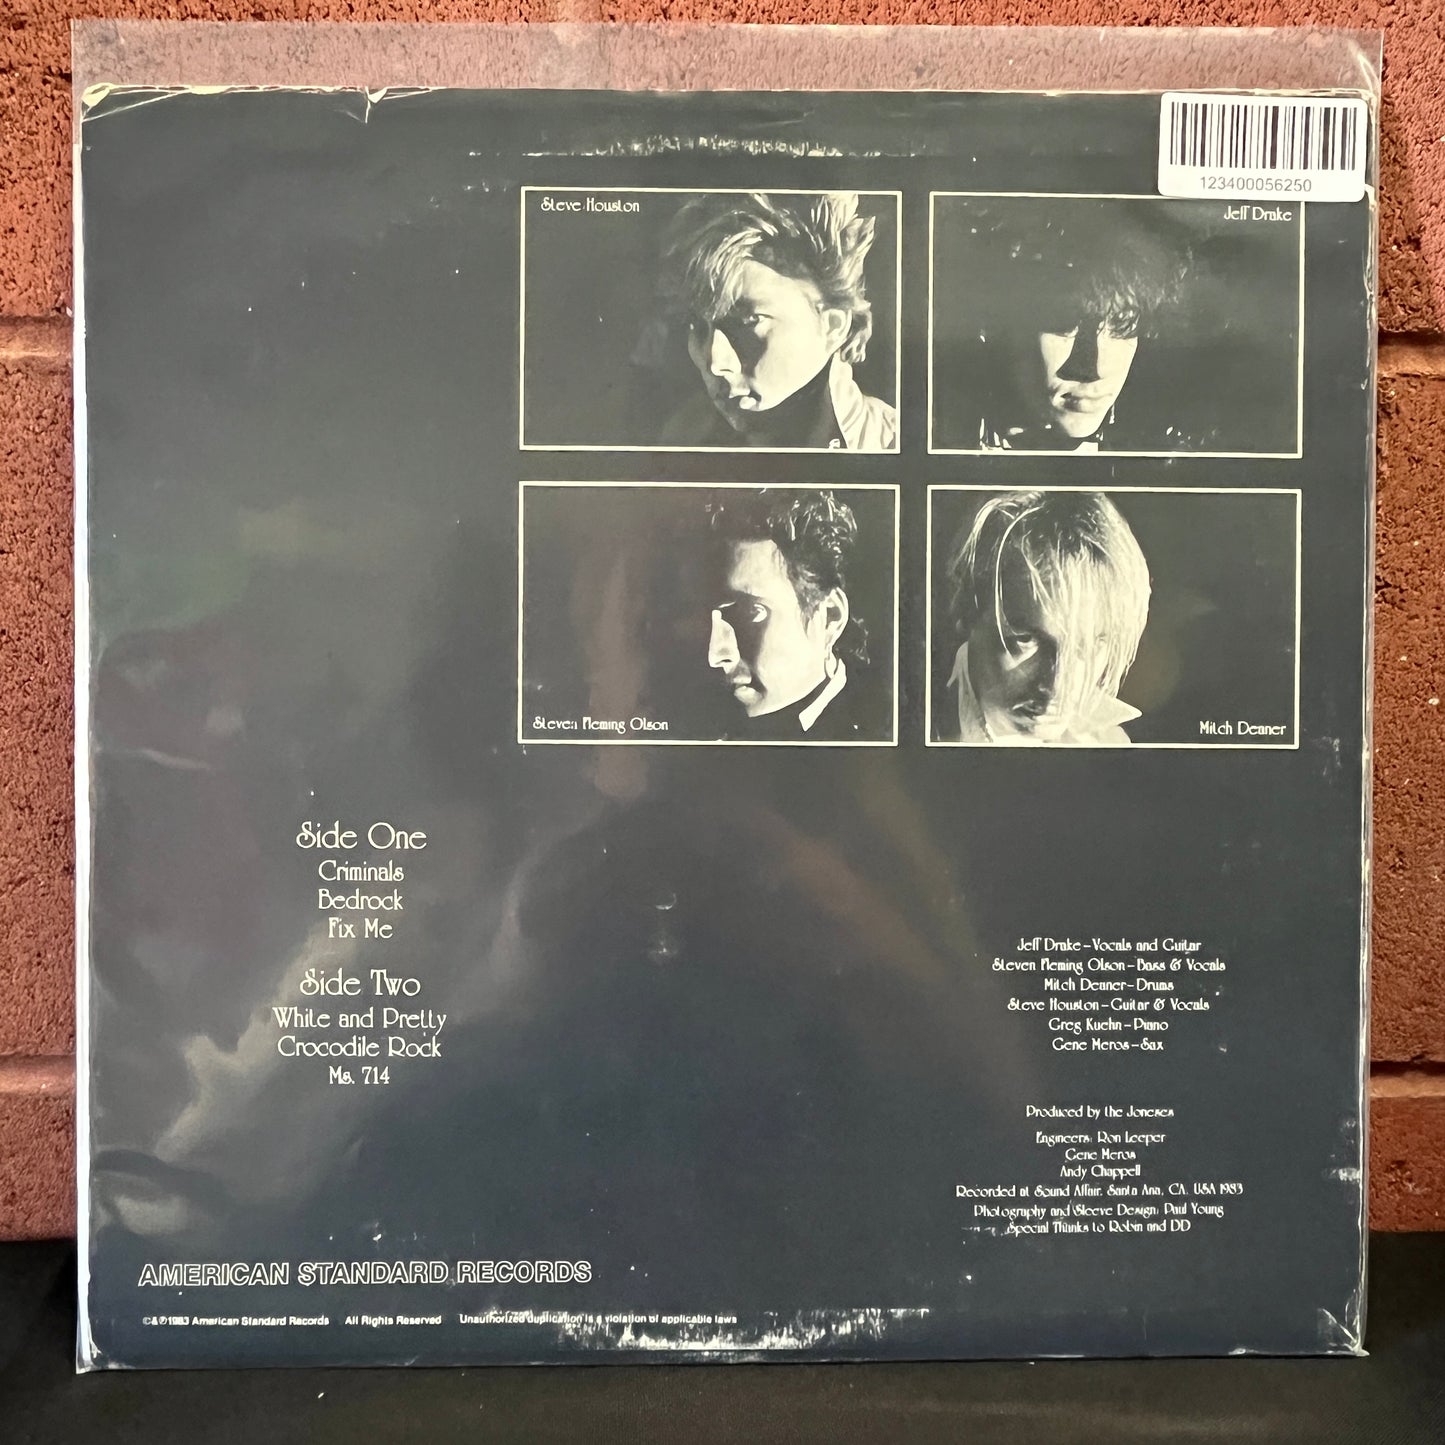 123400056250
Steve Houston
Jeff Drake
Steven Fleming Olson
Mitch Deaner
Side One
Criminals
Bedrock
Fix Me
Side Two
White and Pretty
Crocodile Rock
Ms. 714
Jeff Drake – Vocals and Guitar
Steven Fleming Olson – Bass & Vocals
Mitch Deaner – Drums
Steve Houston – Guitar & Vocals
Greg Kuehn – Piano
Gene Meros – Sax
Produced by the Joneses
Engineers: Ron Leeper
Gene Meros
Andy Chappell
Recorded at Sound Affair, Santa Ana, CA. USA 1983
Photography and Sleeve Design: Paul Young
Special Thanks to Robin and DD
AMERICAN STANDARD RECORDS
©&℗1983 American Standard Records All Rights Reserved Unauthorized duplication is a violation of applicable laws